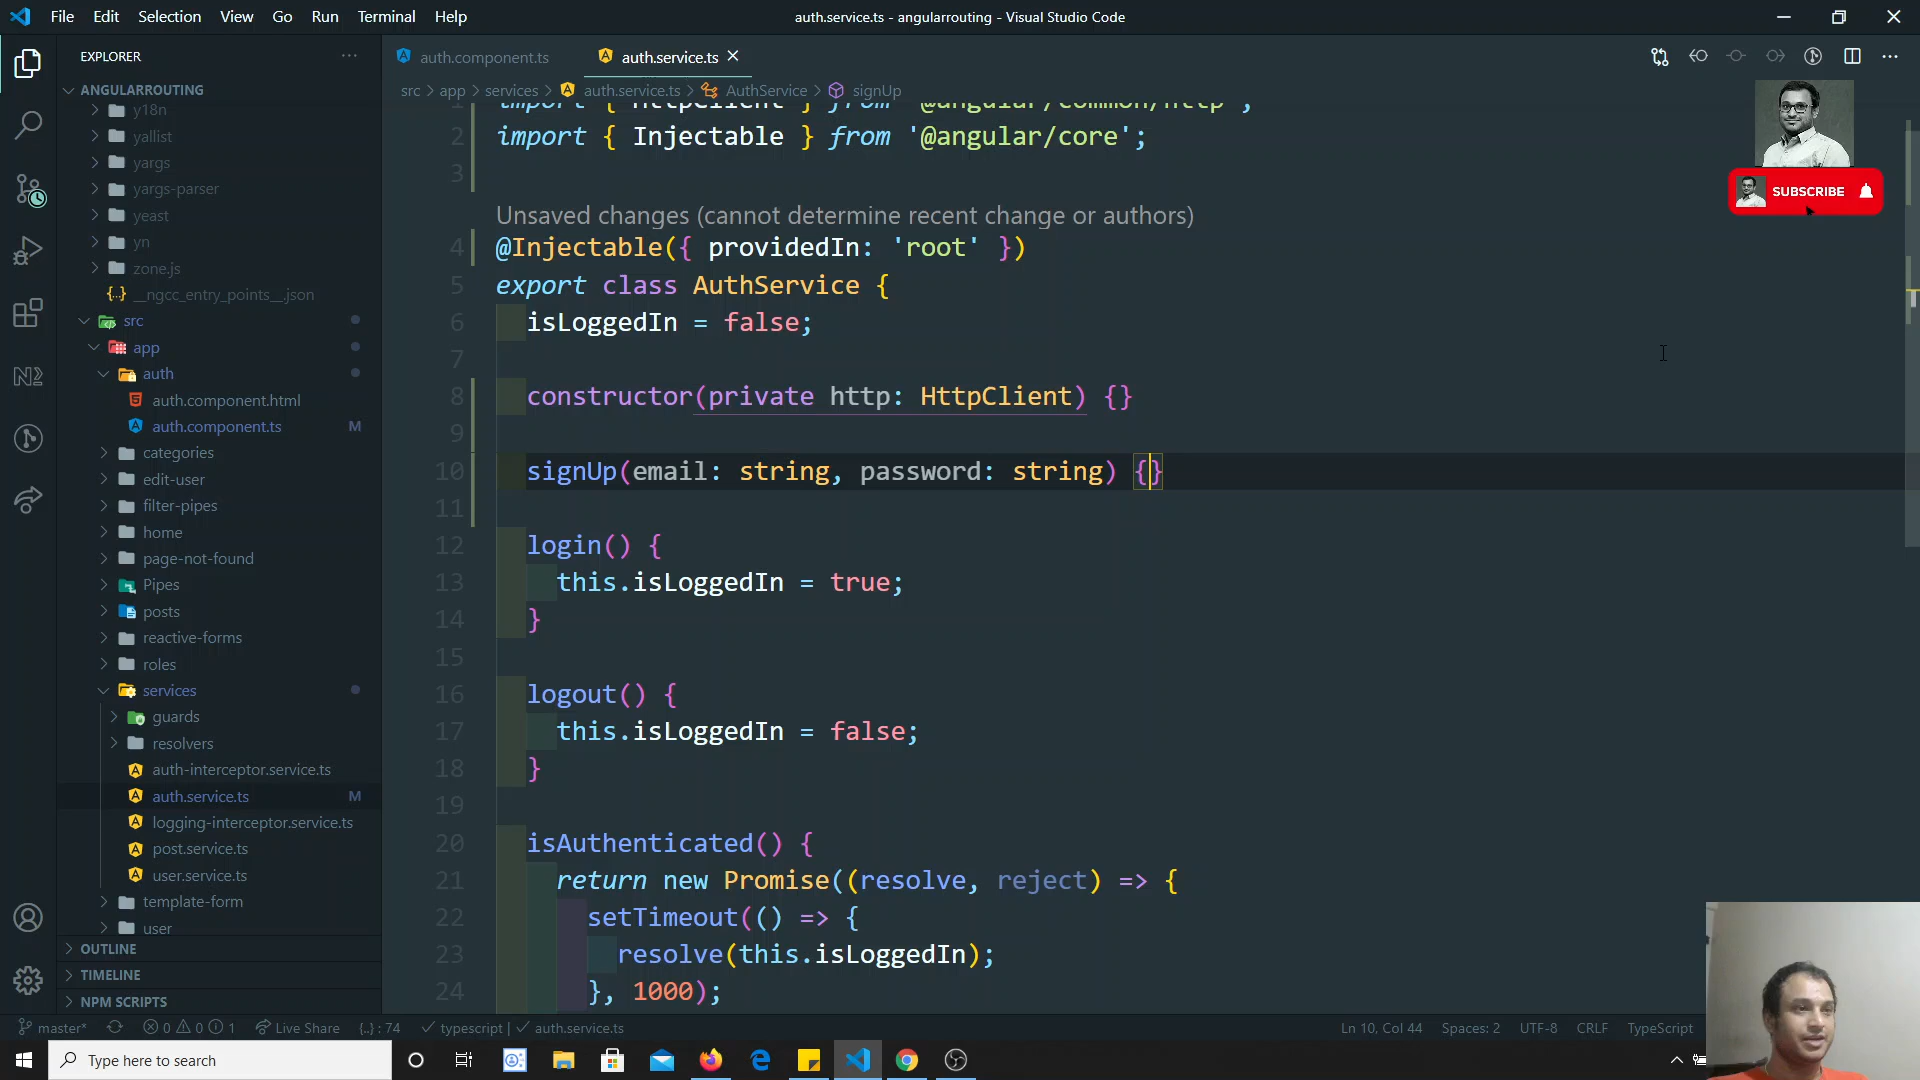 File Edit Selection View Go Run Terminal Help
auth.service.ts - angularrouting - Visual Studio Code
EXPLORER
ANGULARROUTING
y18n
yallist
yargs
yargs-parser
yeast
yn
zone.js
__ngcc_entry_points__.json
src
app
auth
auth.component.html
auth.component.ts M
categories
edit-user
filter-pipes
home
page-not-found
Pipes
posts
reactive-forms
roles
services
guards
resolvers
auth-interceptor.service.ts
auth.service.ts M
logging-interceptor.service.ts
post.service.ts
user.service.ts
template-form
user
OUTLINE
TIMELINE
NPM SCRIPTS
auth.component.ts auth.service.ts
src > app > services > auth.service.ts > AuthService > signUp
1 import { HttpClient } from '@angular/common/http';
2 import { Injectable } from '@angular/core';
3
Unsaved changes (cannot determine recent change or authors)
4 @Injectable({ providedIn: 'root' })
5 export class AuthService {
6 isLoggedIn = false;
7
8 constructor(private http: HttpClient) {}
9
10 signUp(email: string, password: string) {}
11
12 login() {
13 this.isLoggedIn = true;
14 }
15
16 logout() {
17 this.isLoggedIn = false;
18 }
19
20 isAuthenticated() {
21 return new Promise((resolve, reject) => {
22 setTimeout(() => {
23 resolve(this.isLoggedIn);
24 }, 1000);
SUBSCRIBE
master* 0 0 1 Live Share {..} : 74 typescript | auth.service.ts
Ln 10, Col 44 Spaces: 2 UTF-8 CRLF TypeScript
Type here to search